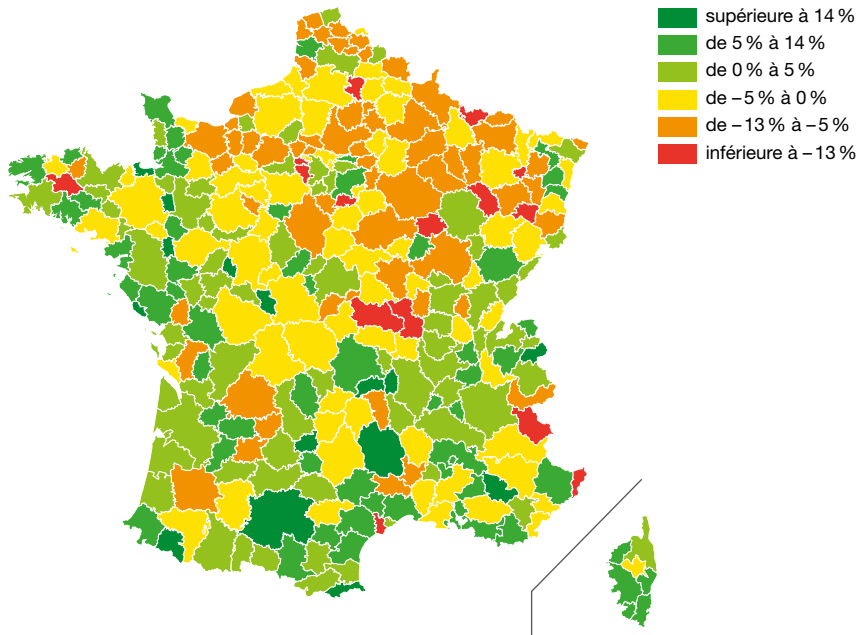 supérieure à 14 %
de 5 % à 14 %
de 0 % à 5 %
de –5 % à 0 %
de –13 % à –5 %
inférieure à –13 %